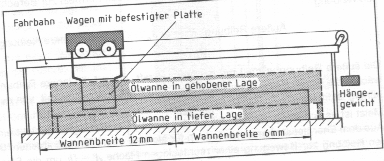 Fahrbahn Wagen mit befestigter Platte
Ölwanne in gehobener Lage
Hänge-
gewicht
Ölwanne in tiefer Lage
Wannenbreite 12mm Wannenbreite 6mm